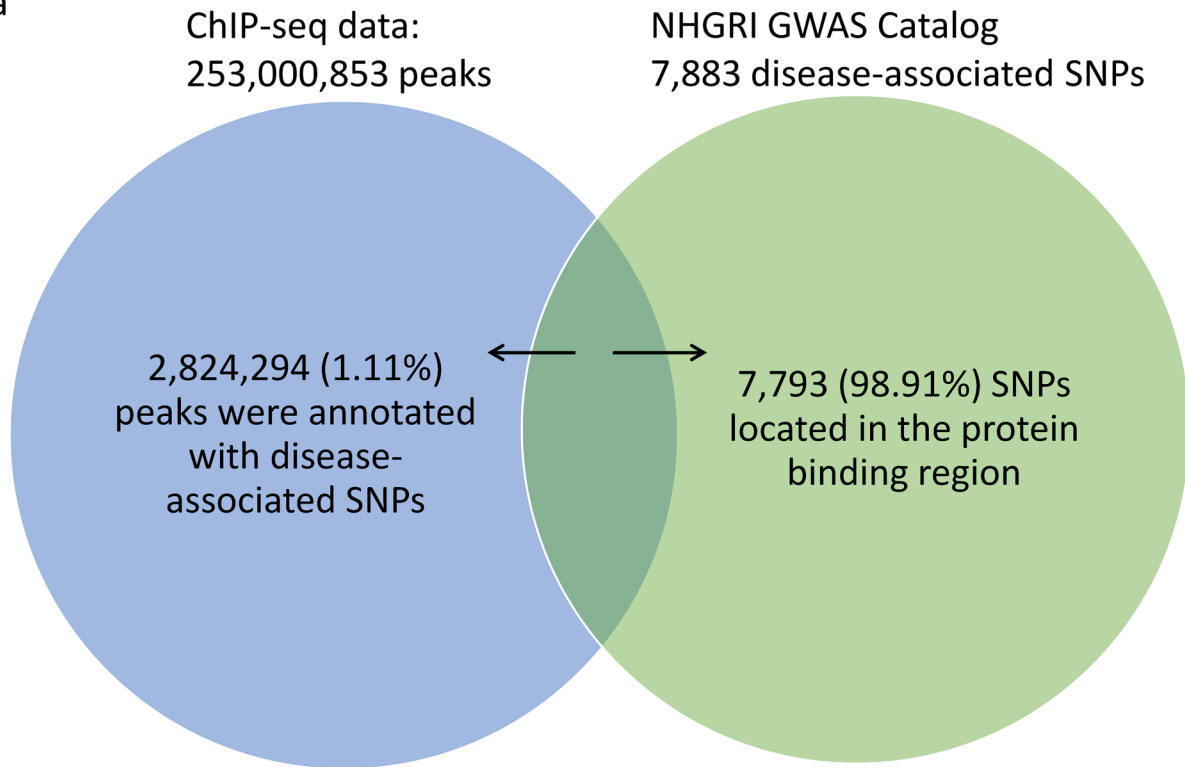 a
ChIP-seq data:
253,000,853 peaks
NHGRI GWAS Catalog
7,883 disease-associated SNPs
2,824,294 (1.11%)
peaks were annotated
with disease-
associated SNPs
7,793 (98.91%) SNPs
located in the protein
binding region